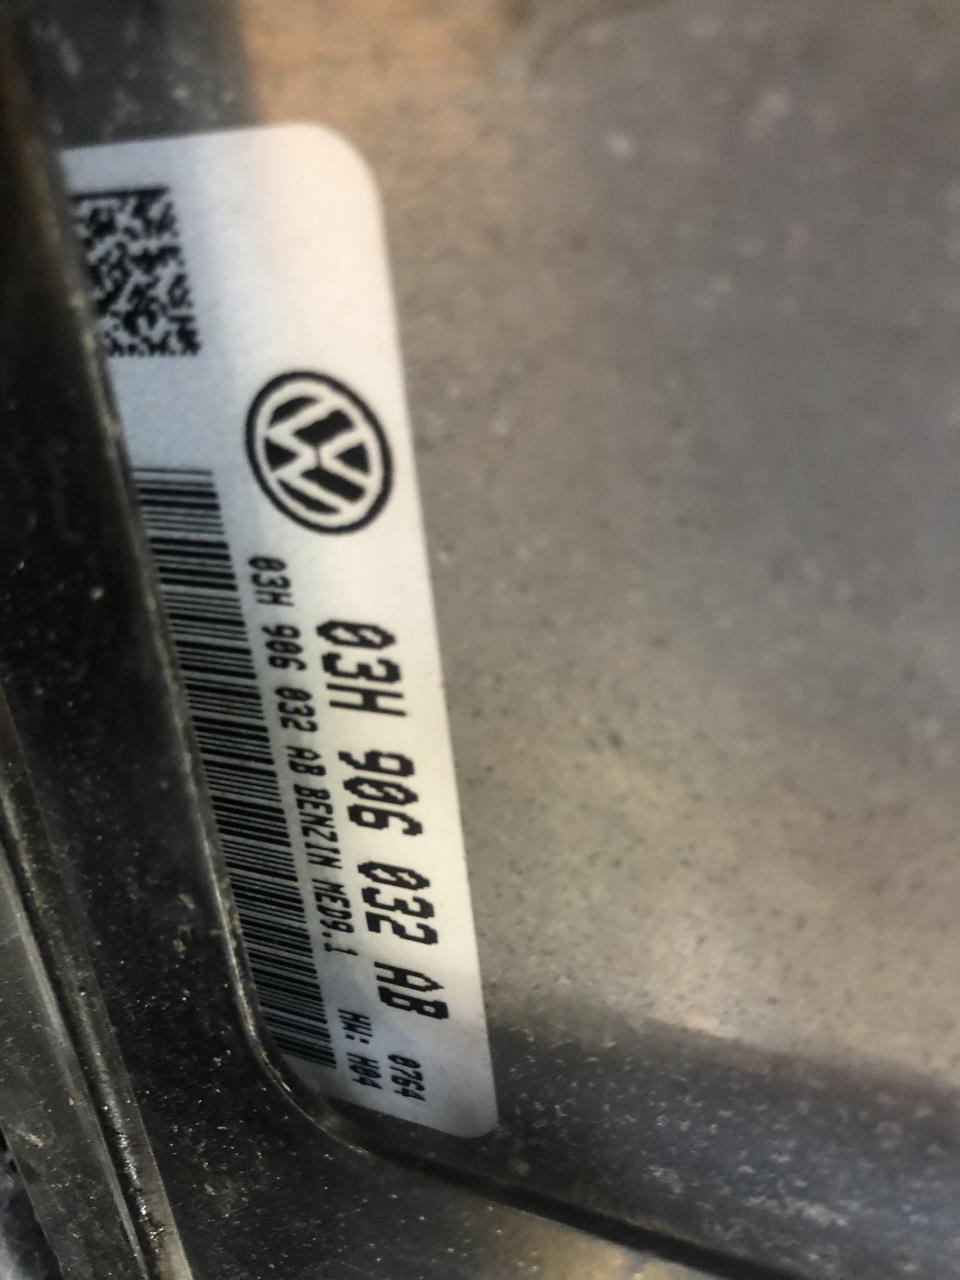 03H 906 032 AB 0764
03H 906 032 AB BENZIN MED9.1 HW: H04